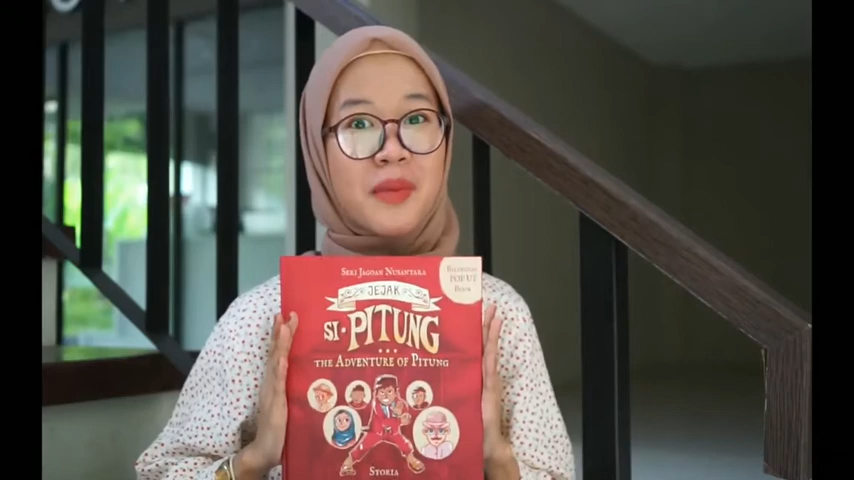 SERI JAGOAN NUSANTARA
BILINGUAL
POP UP
BOOK
JEJAK
SI·PITUNG
THE ADVENTURE OF PITUNG
STORIA